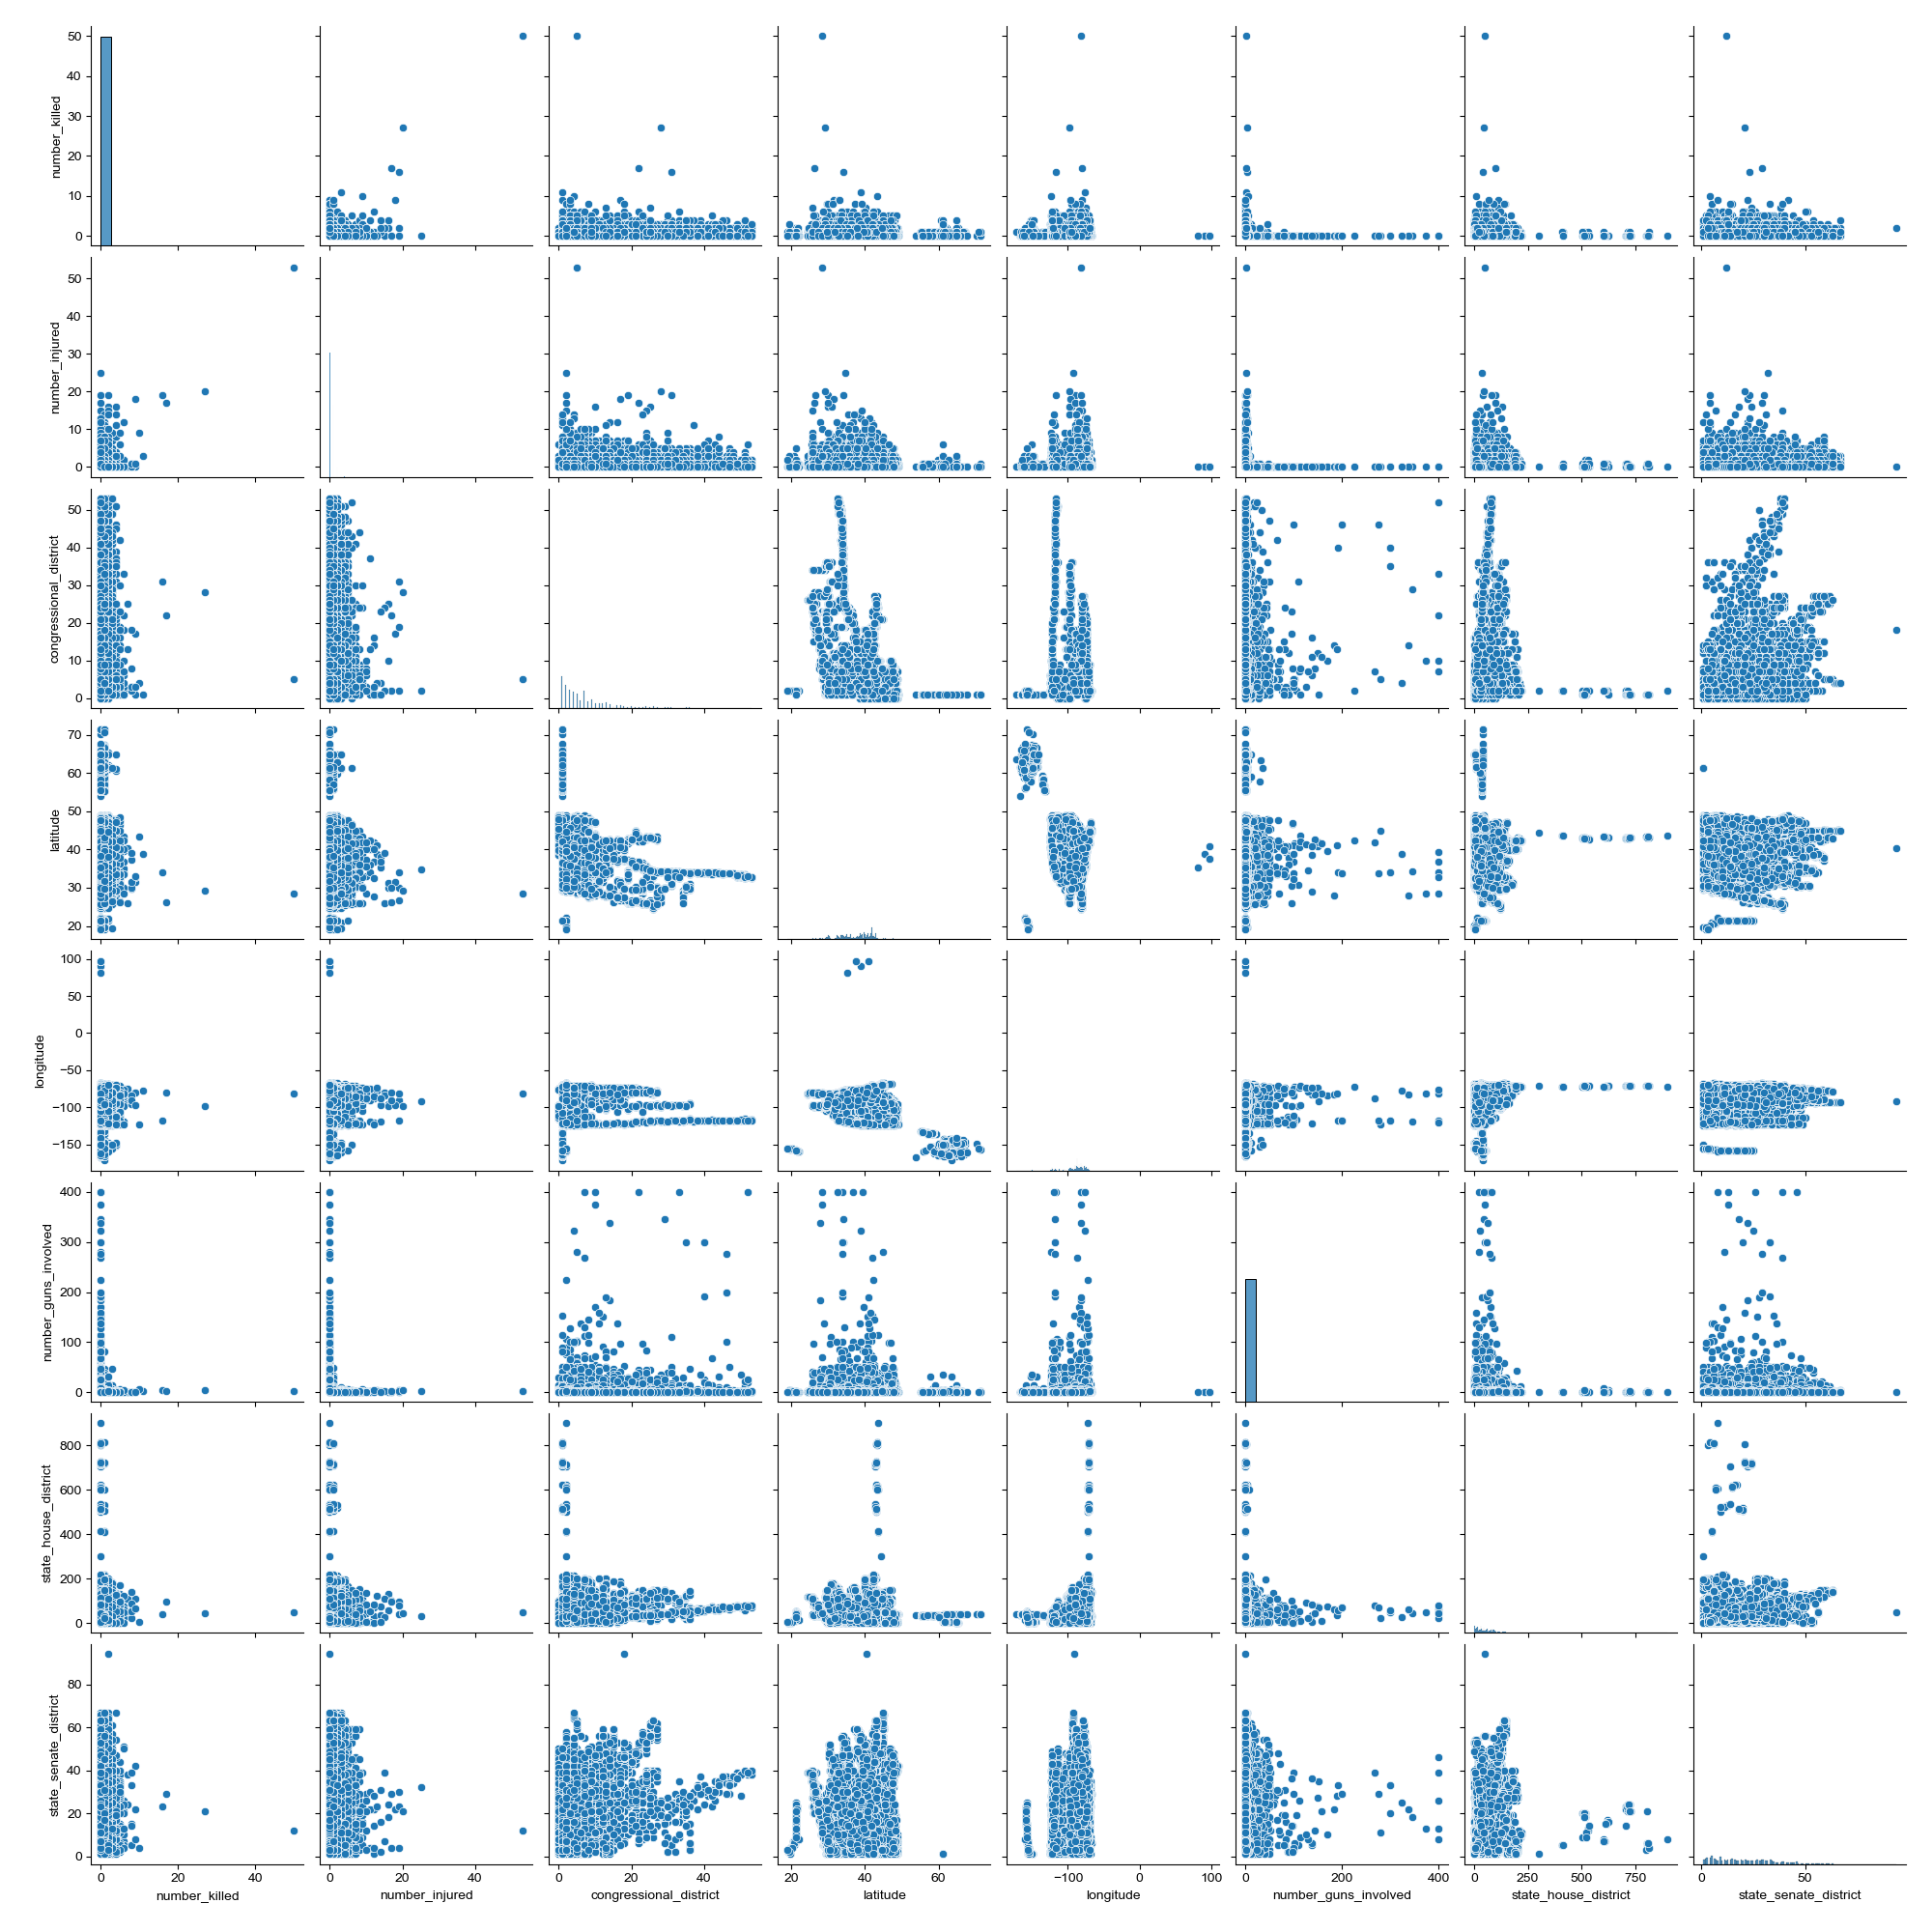 50
40
30
20
10
0
number_killed
50
40
30
20
10
0
number_injured
50
40
30
20
10
0
congressional_district
70
60
50
40
30
20
latitude
100
50
0
−50
−100
−150
longitude
400
300
200
100
0
number_guns_involved
800
600
400
200
0
state_house_district
80
60
40
20
0
state_senate_district
0 20 40
number_killed
0 20 40
number_injured
0 20 40
congressional_district
20 40 60
latitude
−100 0 100
longitude
0 200 400
number_guns_involved
0 250 500 750
state_house_district
0 50
state_senate_district